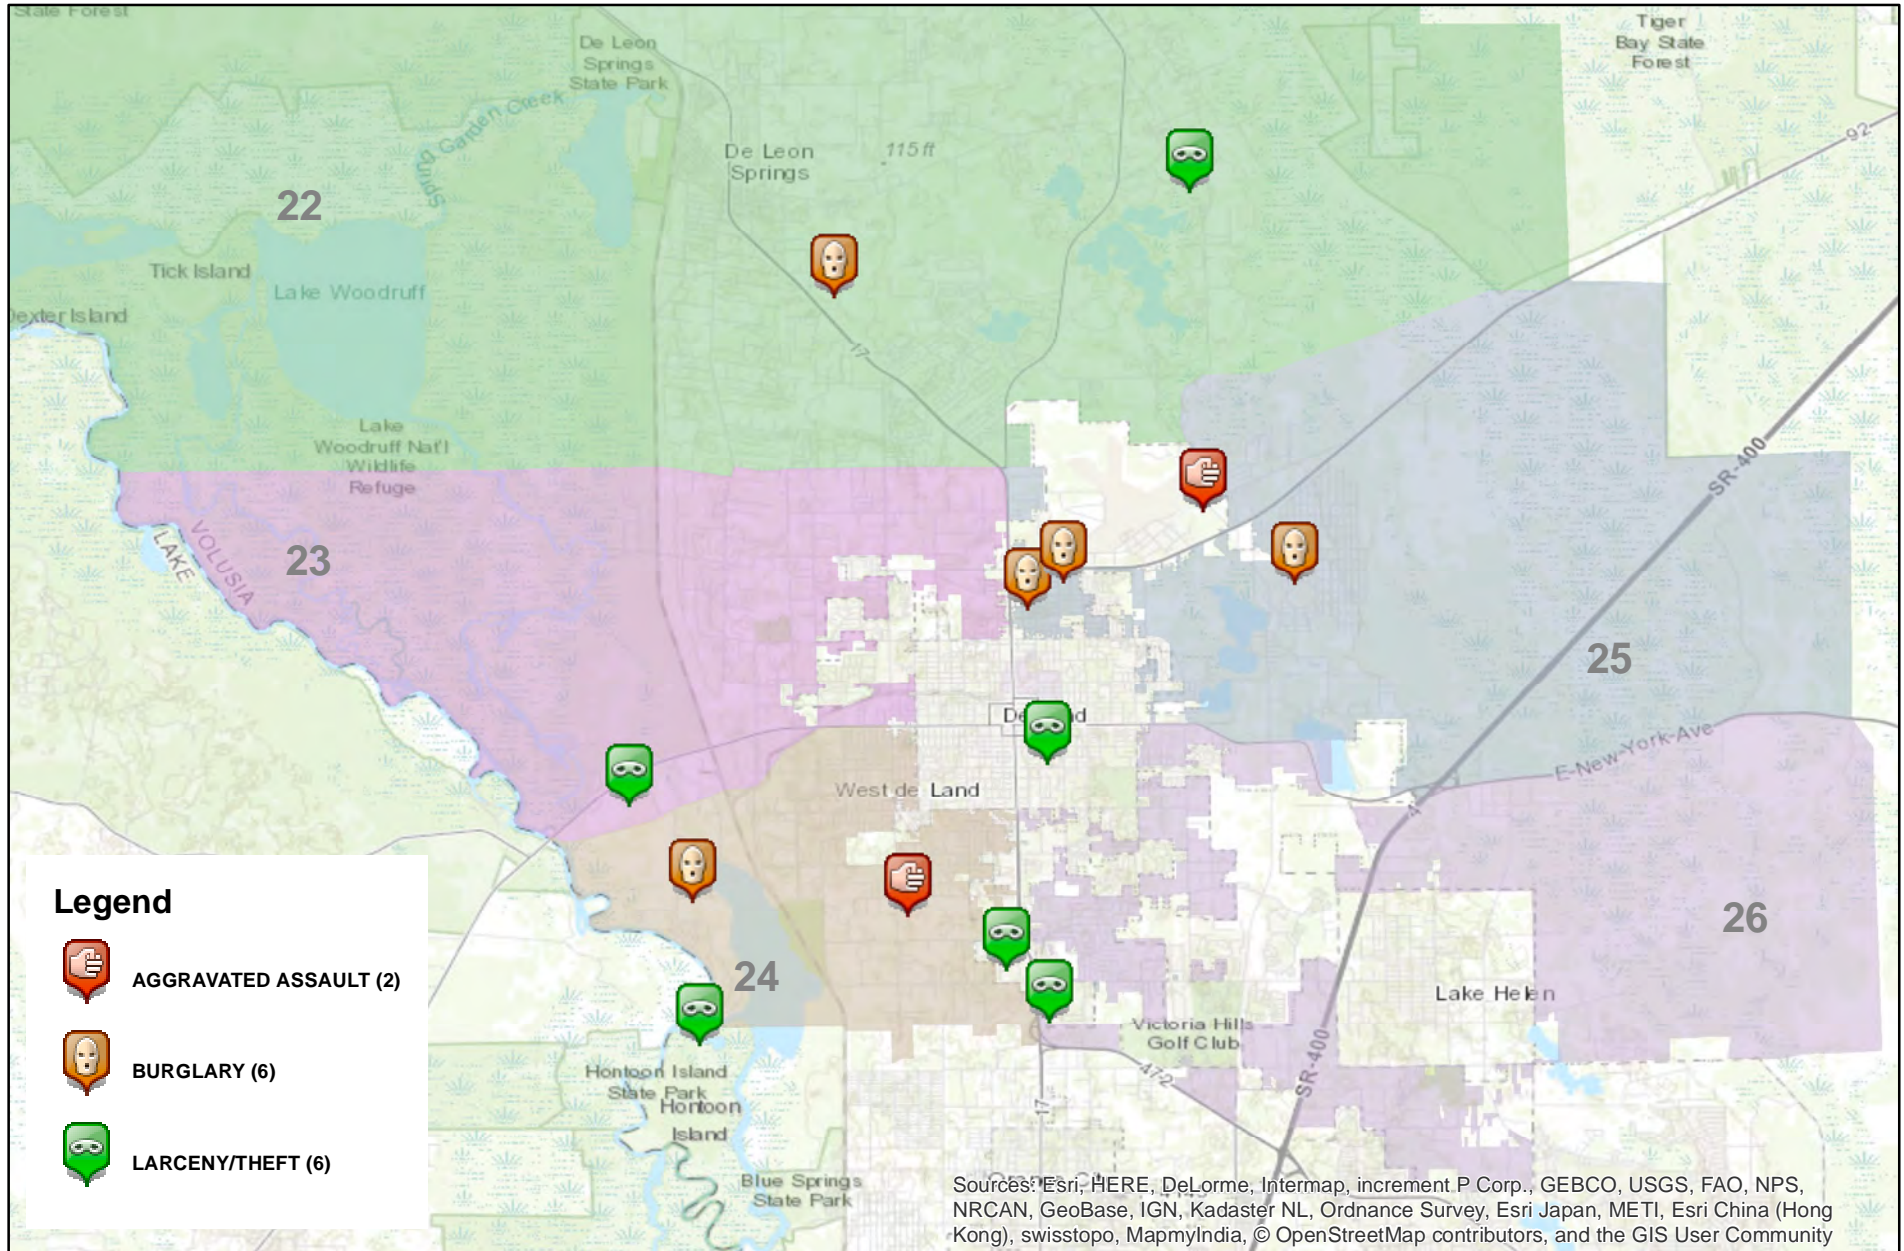 State Forest
De Leon
Springs
State Park
Tiger
Bay State
Forest
92
Spring Garden Creek
De Leon
Springs
115 ft
22
Tick Island
Lake Woodruff
Dexter Island
17
Lake
Woodruff Nat'l
Wildlife
Refuge
SR-400
VOLUSIA
LAKE
23
25
E-New-York-Ave
West de Land
4
26
24
Lake Helen
Victoria Hills
Golf Club
SR-400
472
17
Hontoon Island
State Park
Hontoon
Island
Blue Springs
State Park
Legend
AGGRAVATED ASSAULT (2)
BURGLARY (6)
LARCENY/THEFT (6)
Sources: Esri, HERE, DeLorme, Intermap, increment P Corp., GEBCO, USGS, FAO, NPS,
NRCAN, GeoBase, IGN, Kadaster NL, Ordnance Survey, Esri Japan, METI, Esri China (Hong
Kong), swisstopo, MapmyIndia, © OpenStreetMap contributors, and the GIS User Community